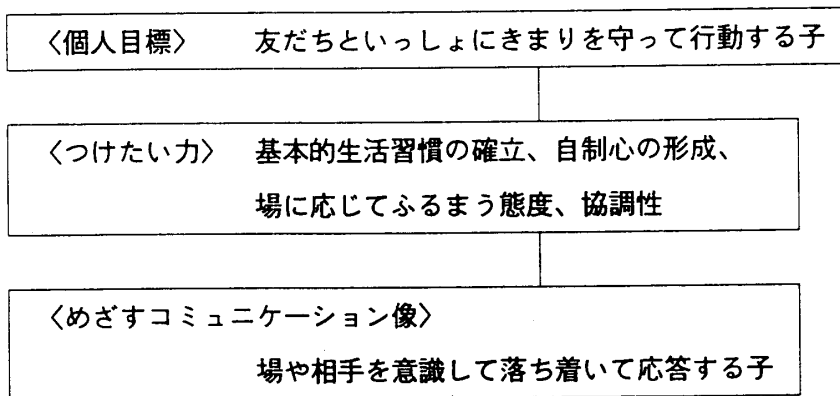 〈個人目標〉 友だちといっしょにきまりを守って行動する子
〈つけたい力〉 基本的生活習慣の確立、自制心の形成、
場に応じてふるまう態度、協調性
〈めざすコミュニケーション像〉
場や相手を意識して落ち着いて応答する子